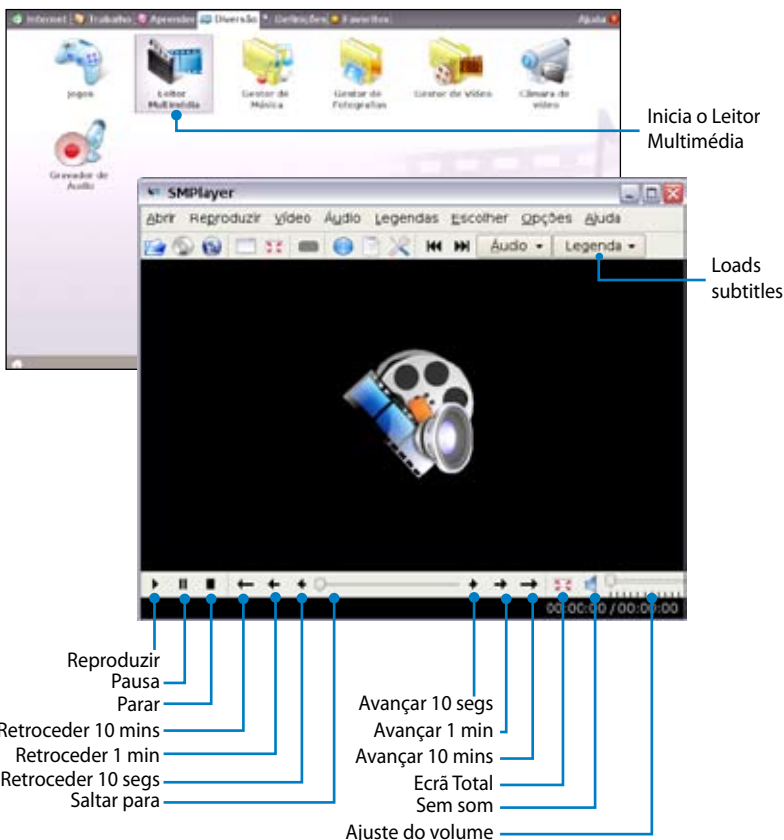 Internet Trabalho Aprender Diversão Definições Favoritos Ajuda
Jogos
Leitor
Multimédia
Gestor de
Música
Gestor de
Fotografias
Gestor de Vídeo
Câmara de
vídeo
Gravador de
Áudio
Inicia o Leitor
Multimédia
SMPlayer
Abrir Reproduzir Vídeo Áudio Legendas Escolher Opções Ajuda
Áudio Legenda
Loads
subtitles
00:00:00 / 00:00:00
Reproduzir
Pausa
Parar
Retroceder 10 mins
Retroceder 1 min
Retroceder 10 segs
Saltar para
Avançar 10 segs
Avançar 1 min
Avançar 10 mins
Ecrã Total
Sem som
Ajuste do volume